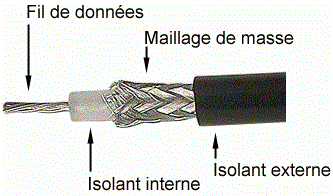 Fil de données
Maillage de masse
Isolant interne
Isolant externe